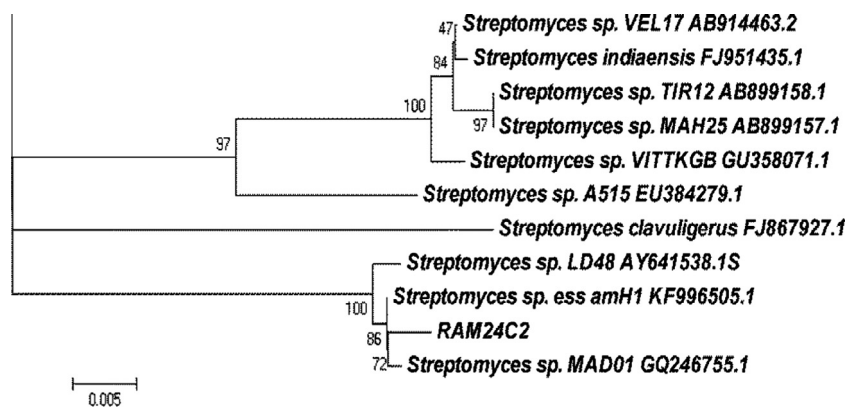 47
Streptomyces sp. VEL17 AB914463.2
Streptomyces indiaensis FJ951435.1
84
Streptomyces sp. TIR12 AB899158.1
100
97
Streptomyces sp. MAH25 AB899157.1
97
Streptomyces sp. VITTKGB GU358071.1
Streptomyces sp. A515 EU384279.1
Streptomyces clavuligerus FJ867927.1
Streptomyces sp. LD48 AY641538.1S
100
Streptomyces sp. ess amH1 KF996505.1
86
RAM24C2
72
Streptomyces sp. MAD01 GQ246755.1
0.005